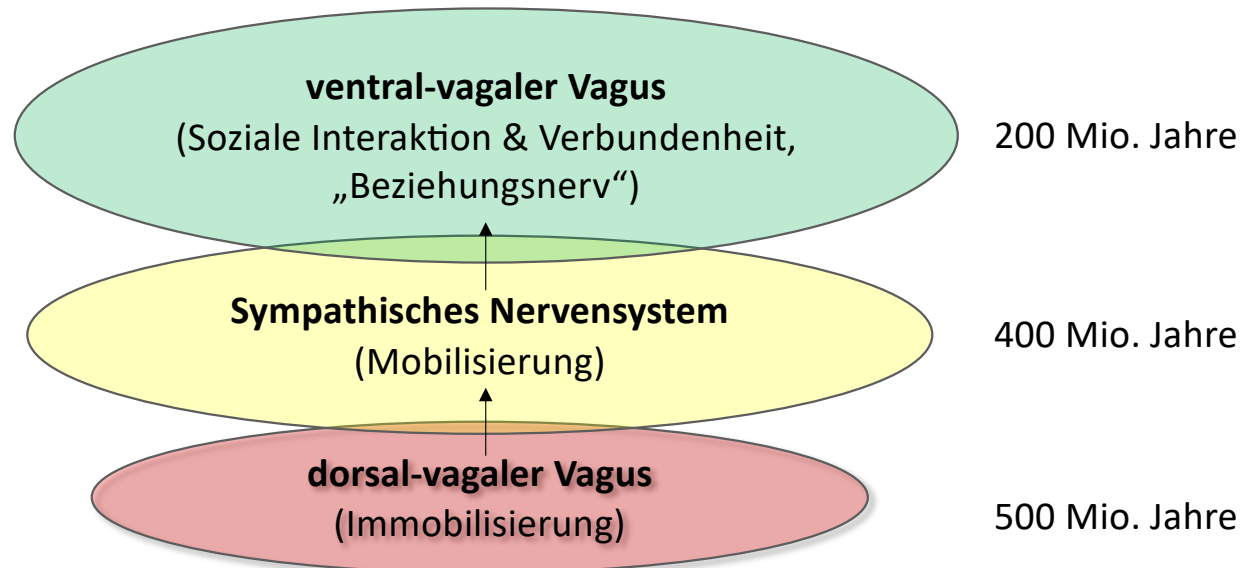 ventral-vagaler Vagus
(Soziale Interaktion & Verbundenheit,
„Beziehungsnerv“)
200 Mio. Jahre
Sympathisches Nervensystem
(Mobilisierung)
400 Mio. Jahre
dorsal-vagaler Vagus
(Immobilisierung)
500 Mio. Jahre